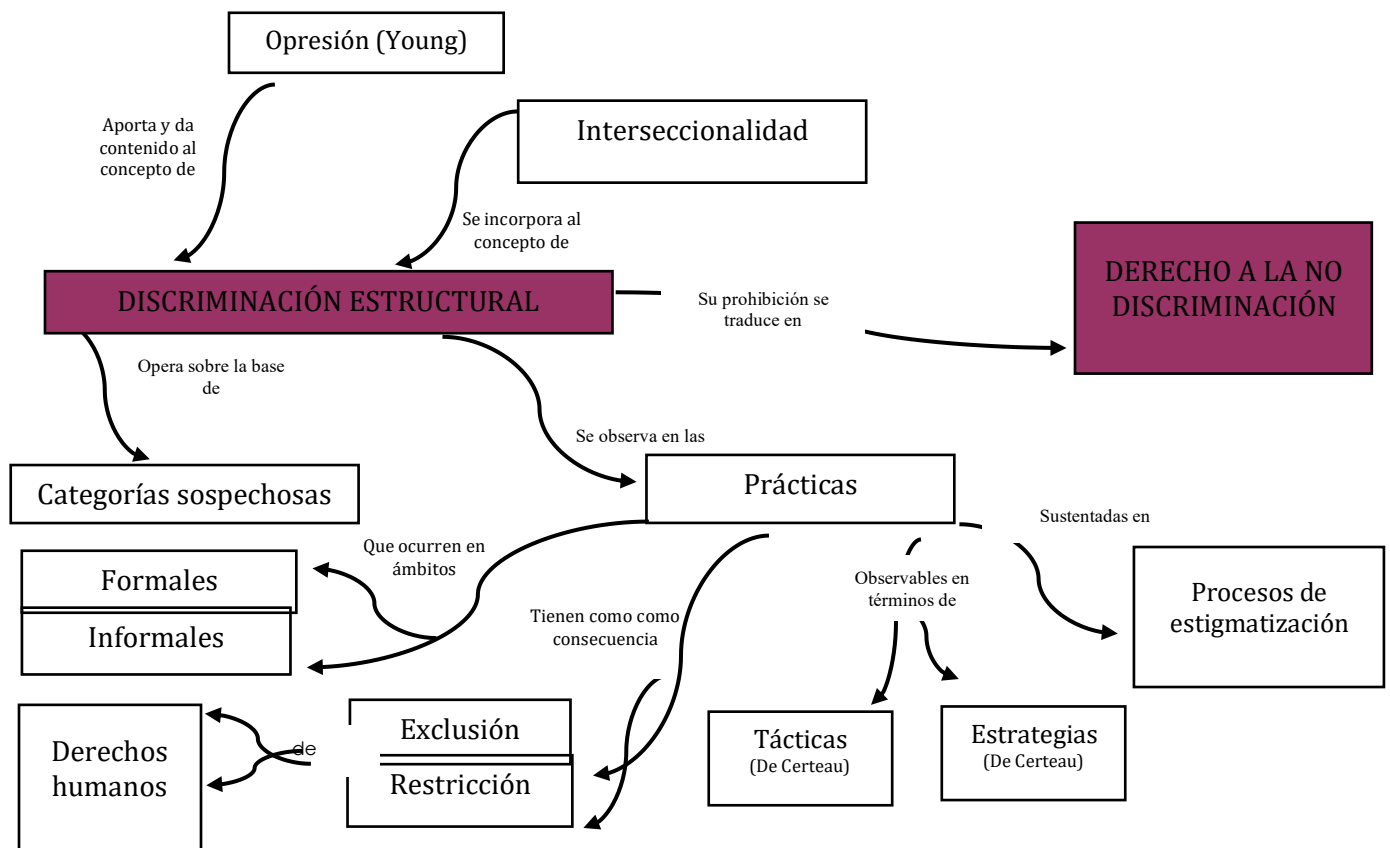 Opresión (Young)
Aporta y da
contenido al
concepto de
Interseccionalidad
Se incorpora al
concepto de
DISCRIMINACIÓN ESTRUCTURAL
Su prohibición se
traduce en
DERECHO A LA NO
DISCRIMINACIÓN
Opera sobre la base
de
Se observa en las
Categorías sospechosas
Prácticas
Sustentadas en
Que ocurren en
ámbitos
Formales
Informales
Tienen como como
consecuencia
Observables en
términos de
Procesos de
estigmatización
Derechos
humanos
de
Exclusión
Restricción
Tácticas
(De Certeau)
Estrategias
(De Certeau)